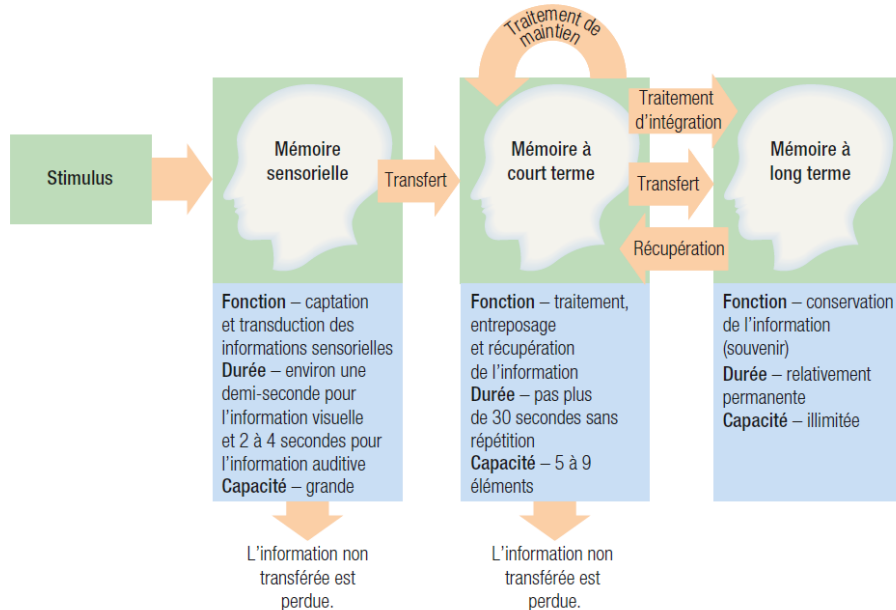 Traitement de
maintien
Stimulus
Mémoire
sensorielle
Transfert
Mémoire à
court terme
Traitement
d’intégration
Transfert
Récupération
Mémoire à
long terme
Fonction – captation
et transduction des
informations sensorielles
Durée – environ une
demi-seconde pour
l’information visuelle
et 2 à 4 secondes pour
l’information auditive
Capacité – grande
Fonction – traitement,
entreposage
et récupération
de l’information
Durée – pas plus
de 30 secondes sans
répétition
Capacité – 5 à 9
éléments
Fonction – conservation
de l’information
(souvenir)
Durée – relativement
permanente
Capacité – illimitée
L’information non
transférée est
perdue.
L’information non
transférée est
perdue.